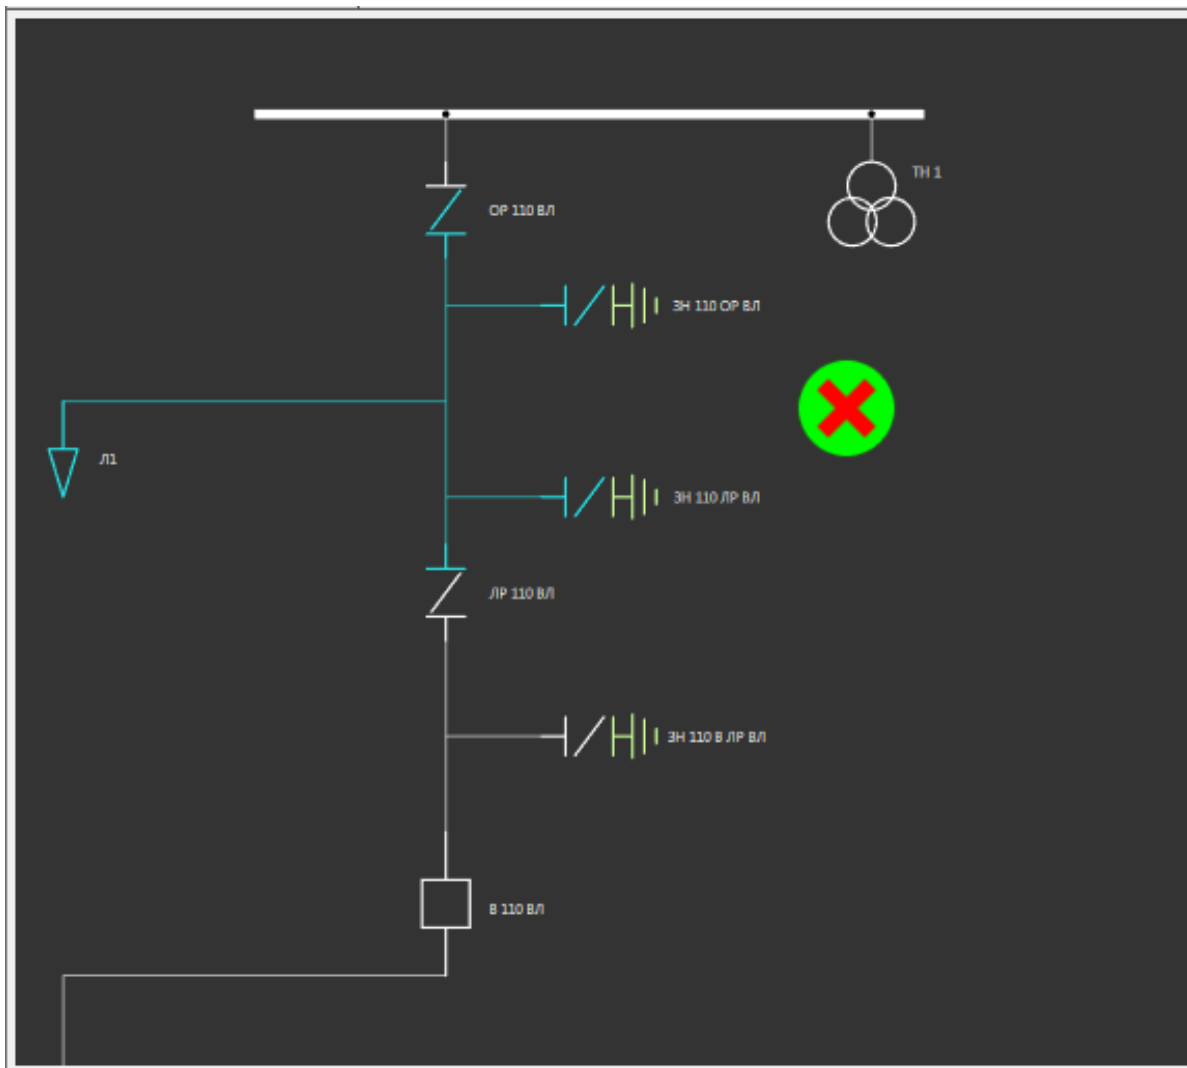 ТН 1
ОР 110 ВЛ
ЗН 110 ОР ВЛ
Л1
ЗН 110 ЛР ВЛ
ЛР 110 ВЛ
ЗН 110 В ЛР ВЛ
В 110 ВЛ